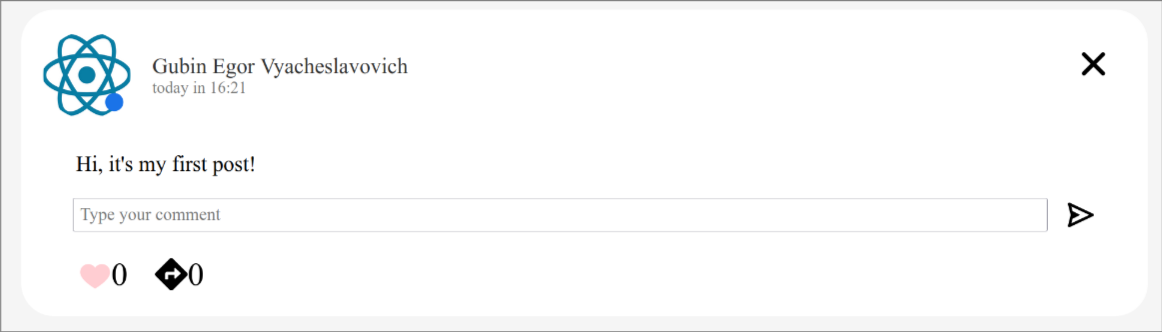 Gubin Egor Vyacheslavovich
today in 16:21
Hi, it's my first post!
Type your comment
0 0